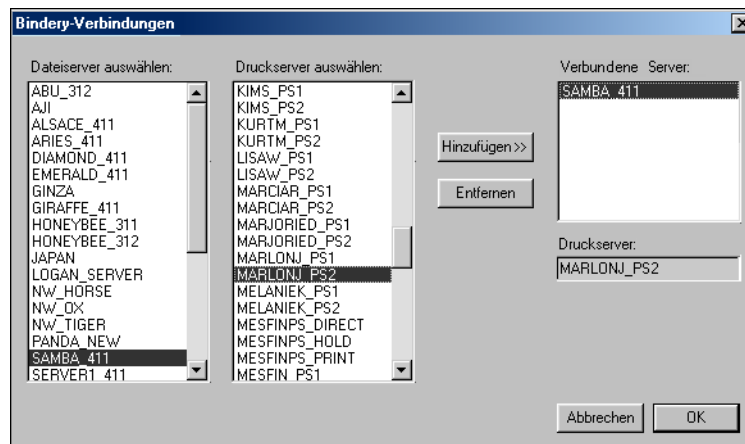 Bindery-Verbindungen
Dateiserver auswählen:
ABU_312
AJI
ALSACE_411
ARIES_411
DIAMOND_411
EMERALD_411
GINZA
GIRAFFE_411
HONEYBEE_311
HONEYBEE_312
JAPAN
LOGAN_SERVER
NW_HORSE
NW_OX
NW_TIGER
PANDA_NEW
SAMBA_411
SERVER1_411
Druckserver auswählen:
KIMS_PS1
KIMS_PS2
KURTM_PS1
KURTM_PS2
LISAW_PS1
LISAW_PS2
MARCIAR_PS1
MARCIAR_PS2
MARJORIED_PS1
MARJORIED_PS2
MARLONJ_PS1
MARLONJ_PS2
MELANIEK_PS1
MELANIEK_PS2
MESFINPS_DIRECT
MESFINPS_HOLD
MESFINPS_PRINT
MESFIN_PS1
Hinzufügen >>
Entfernen
Verbundene Server:
SAMBA_411
Druckserver:
MARLONJ_PS2
Abbrechen
OK